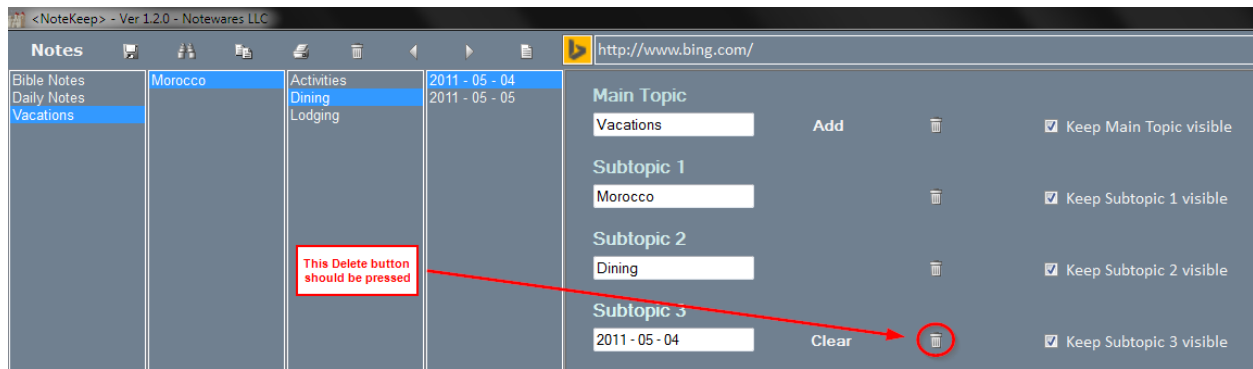 <NoteKeep> - Ver 1.2.0 - Notewares LLC
Notes
http://www.bing.com/
Bible Notes
Daily Notes
Vacations
Morocco
Activities
Dining
Lodging
2011 - 05 - 04
2011 - 05 - 05
Main Topic
Vacations Add Keep Main Topic visible
Subtopic 1
Morocco Keep Subtopic 1 visible
Subtopic 2
Dining Keep Subtopic 2 visible
This Delete button
should be pressed
Subtopic 3
2011 - 05 - 04 Clear Keep Subtopic 3 visible